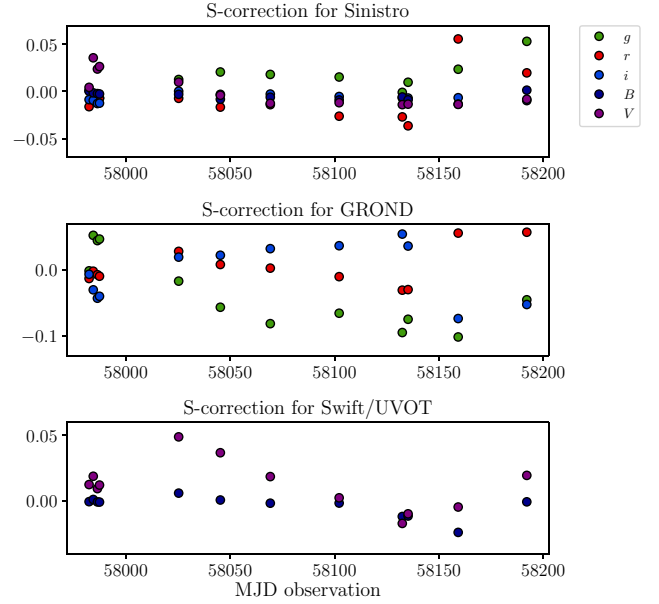 S-correction for Sinistro
0.05
0.00
−0.05
58000 58050 58100 58150 58200
g
r
i
B
V
S-correction for GROND
0.0
−0.1
58000 58050 58100 58150 58200
S-correction for Swift/UVOT
0.05
0.00
58000 58050 58100 58150 58200
MJD observation